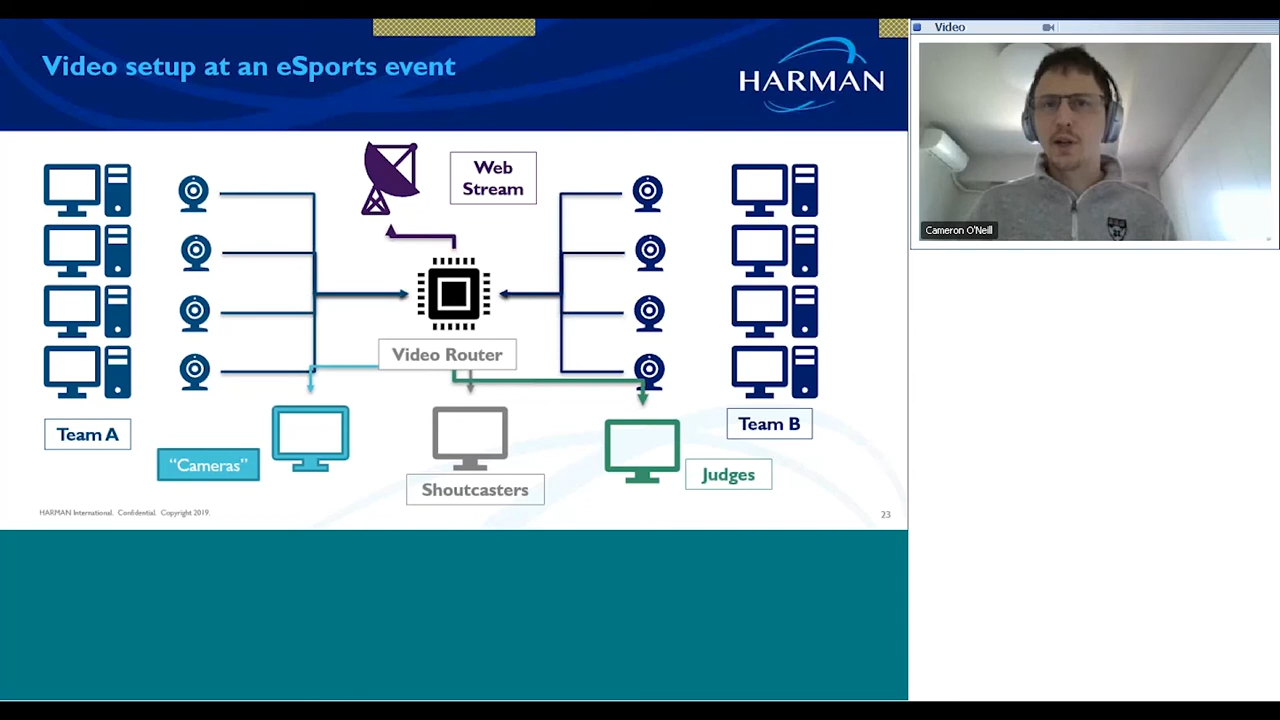 Video setup at an eSports event
HARMAN
Web
Stream
Video Router
Team A
Team B
"Cameras"
Shoutcasters
Judges
HARMAN International. Confidential. Copyright 2019.
23
Video
Cameron O'Neill